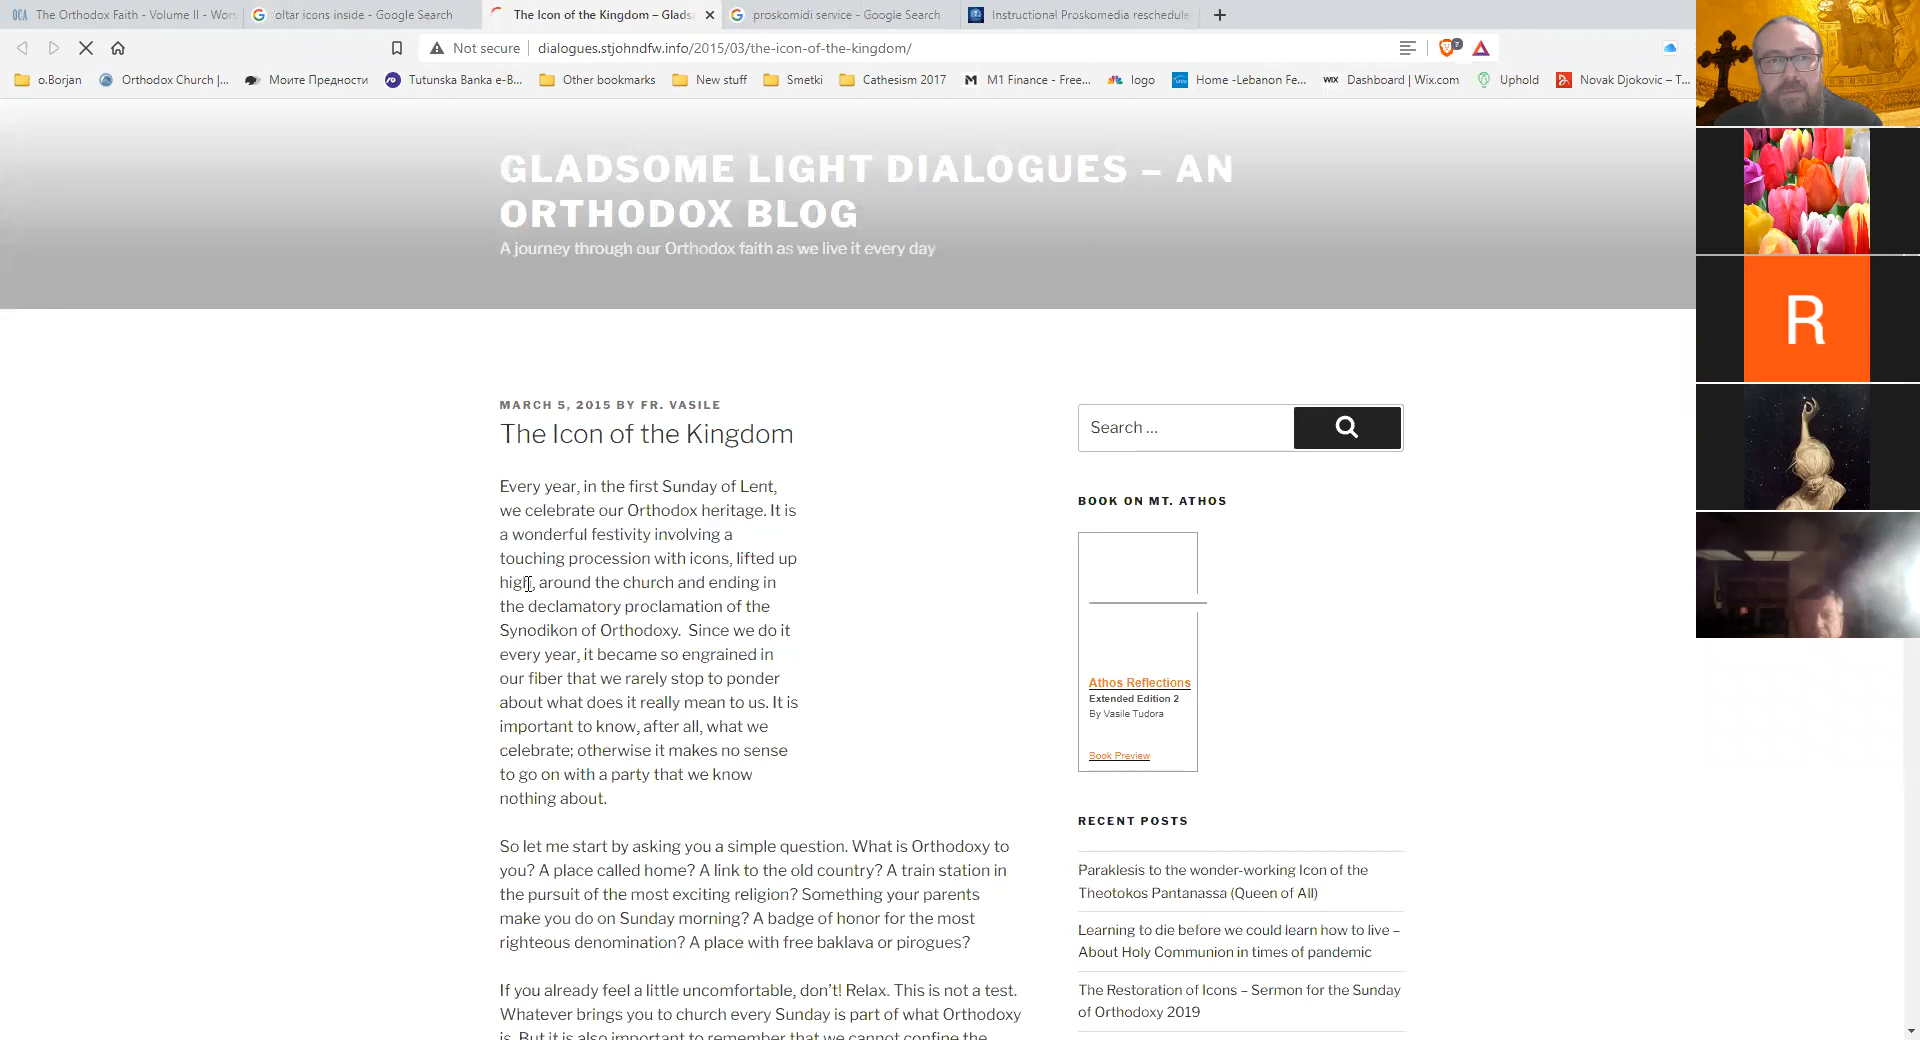 The Orthodox Faith - Volume II - Wors
oltar icons inside - Google Search
The Icon of the Kingdom – Glads
proskomidi service - Google Search
Instructional Proskomedia reschedule
Not secure
dialogues.stjohndfw.info/2015/03/the-icon-of-the-kingdom/
o.Borjan
Orthodox Church |...
Моите Предности
Tutunska Banka e-B...
Other bookmarks
New stuff
Smetki
Cathesism 2017
M1 Finance - Free...
logo
Home -Lebanon Fe...
WIX
Dashboard | Wix.com
Uphold
Novak Djokovic – T...
GLADSOME LIGHT DIALOGUES – AN
ORTHODOX BLOG
A journey through our Orthodox faith as we live it every day
R
MARCH 5, 2015 BY FR. VASILE
The Icon of the Kingdom
Every year, in the first Sunday of Lent,
we celebrate our Orthodox heritage. It is
a wonderful festivity involving a
touching procession with icons, lifted up
high, around the church and ending in
the declamatory proclamation of the
Synodikon of Orthodoxy.  Since we do it
every year, it became so engrained in
our fiber that we rarely stop to ponder
about what does it really mean to us. It is
important to know, after all, what we
celebrate; otherwise it makes no sense
to go on with a party that we know
nothing about.
So let me start by asking you a simple question. What is Orthodoxy to
you? A place called home? A link to the old country? A train station in
the pursuit of the most exciting religion? Something your parents
make you do on Sunday morning? A badge of honor for the most
righteous denomination? A place with free baklava or pirogues?
If you already feel a little uncomfortable, don't! Relax. This is not a test.
Whatever brings you to church every Sunday is part of what Orthodoxy
is. But it is also important to remember that we cannot confine the
Search ...
BOOK ON MT. ATHOS
Athos Reflections
Extended Edition 2
By Vasile Tudora
Book Preview
RECENT POSTS
Paraklesis to the wonder-working Icon of the
Theotokos Pantanassa (Queen of All)
Learning to die before we could learn how to live –
About Holy Communion in times of pandemic
The Restoration of Icons – Sermon for the Sunday
of Orthodoxy 2019